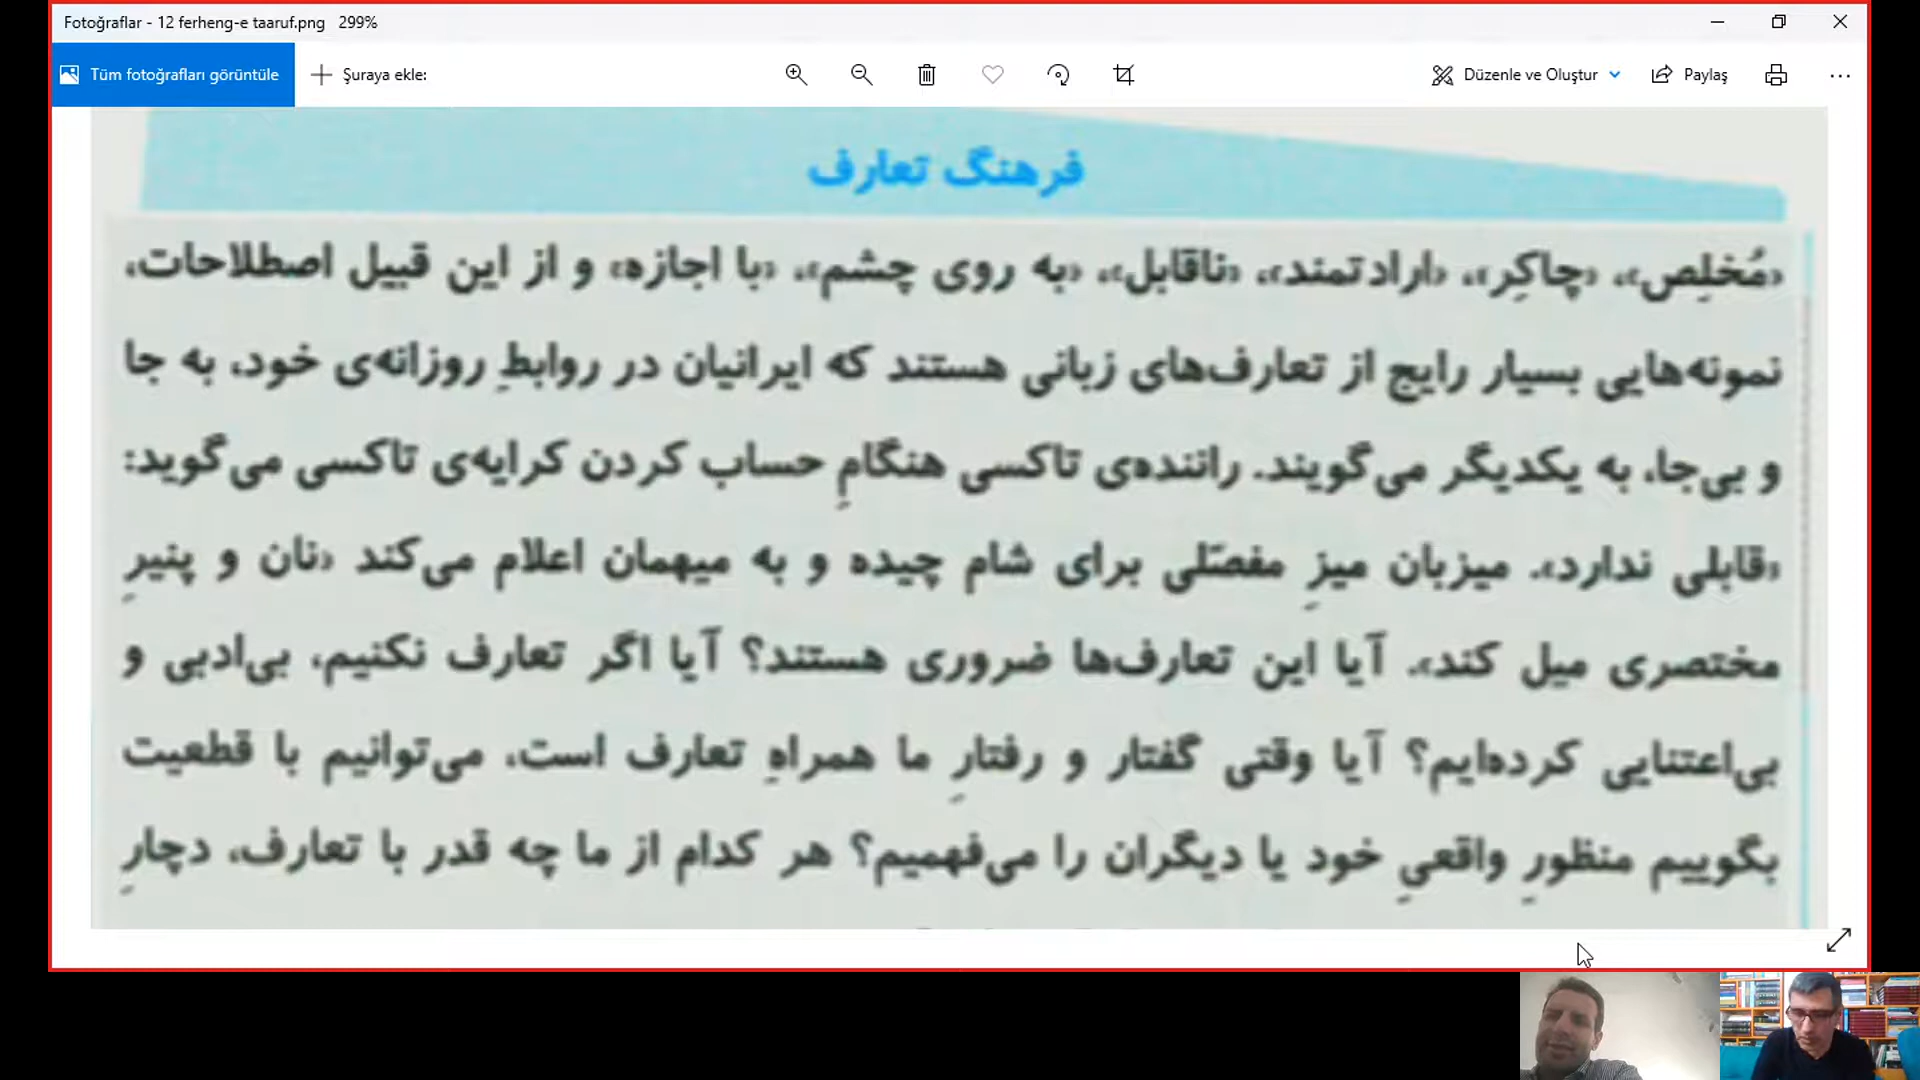 Fotoğraflar - 12 ferheng-e taaruf.png 299%
Tüm fotoğrafları görüntüle
Şuraya ekle:
Düzenle ve Oluştur
Paylaş
فرهنگ تعارف
«مُخلِص»، «چاکِر»، «ارادتمند»، «ناقابل»، «به روی چشم»، «با اجازه» و از این قبیل اصطلاحات،
نمونه‌هایی بسیار رایج از تعارف‌های زبانی هستند که ایرانیان در روابطِ روزانه‌ی خود، به جا
و بی‌جا، به یکدیگر می‌گویند. راننده‌ی تاکسی هنگامِ حساب کردن کرایه‌ی تاکسی می‌گوید:
«قابلی ندارد». میزبان میزِ مفصّلی برای شام چیده و به میهمان اعلام می‌کند «نان و پنیرِ
مختصری میل کند». آیا این تعارف‌ها ضروری هستند؟ آیا اگر تعارف نکنیم، بی‌ادبی و
بی‌اعتنایی کرده‌ایم؟ آیا وقتی گفتار و رفتارِ ما همراهِ تعارف است، می‌توانیم با قطعیت
بگوییم منظورِ واقعیِ خود یا دیگران را می‌فهمیم؟ هر کدام از ما چه قدر با تعارف، دچارِ